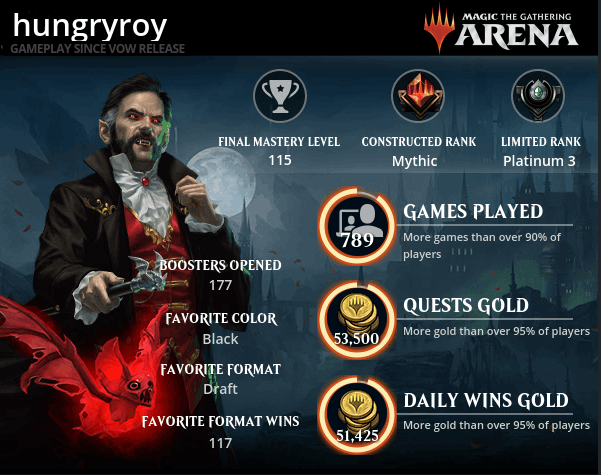 hungryroy
GAMEPLAY SINCE VOW RELEASE
MAGIC THE GATHERING
ARENA
FINAL MASTERY LEVEL
115
CONSTRUCTED RANK
Mythic
LIMITED RANK
Platinum 3
GAMES PLAYED
789
More games than over 90% of
players
BOOSTERS OPENED
177
QUESTS GOLD
53,500
More gold than over 95% of players
FAVORITE COLOR
Black
FAVORITE FORMAT
Draft
DAILY WINS GOLD
51,425
More gold than over 95% of players
FAVORITE FORMAT WINS
117